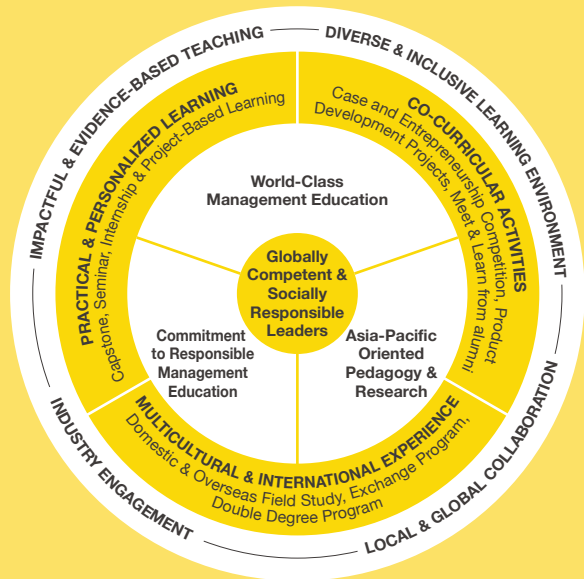 IMPACTFUL & EVIDENCE-BASED TEACHING
DIVERSE & INCLUSIVE LEARNING ENVIRONMENT
LOCAL & GLOBAL COLLABORATION
INDUSTRY ENGAGEMENT
PRACTICAL & PERSONALIZED LEARNING
Capstone, Seminar, Internship & Project-Based Learning
CO-CURRICULAR ACTIVITIES
Case and Entrepreneurship Competition, Product
Development Projects, Meet & Learn from alumni
MULTICULTURAL & INTERNATIONAL EXPERIENCE
Domestic & Overseas Field Study, Exchange Program,
Double Degree Program
World-Class
Management Education
Globally
Competent &
Socially
Responsible
Leaders
Commitment
to Responsible
Management
Education
Asia-Pacific
Oriented
Pedagogy &
Research